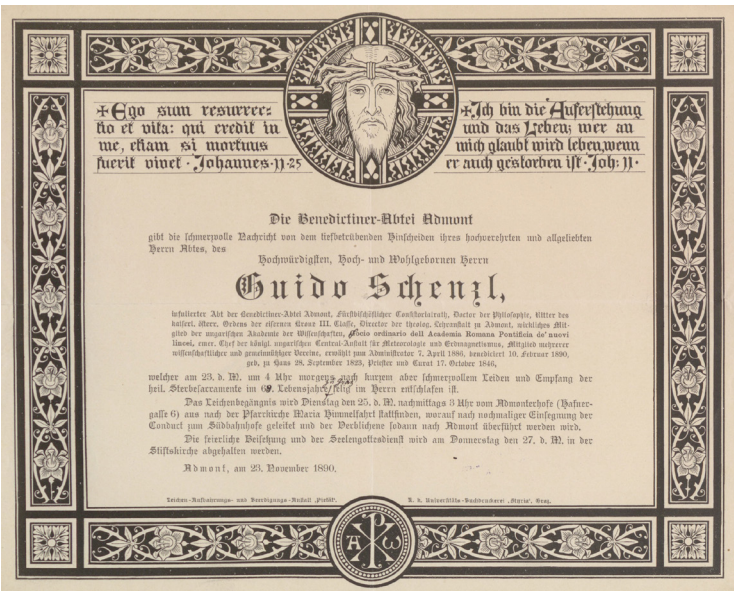 +Ego sum resurrec-
tio et vita: qui credit in
me, etiam si mortuus
fuerit vivet · Johannes · 11 · 25
+Ich bin die Auferstehung
und das Leben; wer an
mich glaubt wird leben, wenn
er auch gestorben ist · Joh: 11 ·
Die Benedictiner-Abtei Admont
gibt die schmerzvolle Nachricht von dem tiefbetrübenden Hinscheiden ihres hochverehrten und allgeliebten
Herrn Abtes, des
Hochwürdigsten, Hoch- und Wohlgebornen Herrn
Guido Schenzl,
infulierter Abt der Benedictiner-Abtei Admont, Fürstbischöflicher Consistorialrath, Doctor der Philosophie, Ritter des
kaiserl. österr. Ordens der eisernen Krone III. Classe, Director der theolog. Lehranstalt zu Admont, wirkliches Mit-
glied der ungarischen Akademie der Wissenschaften, Socio ordinario dell Academia Romana Pontificia de' nuovi
lincei, emer. Chef der königl. ungarischen Central-Anstalt für Meteorologie und Erdmagnetismus, Mitglied mehrerer
wissenschaftlicher und gemeinnütziger Vereine, erwählt zum Administrator 7. April 1886, benediciert 10. Februar 1890,
geb. zu Haus 28. September 1823, Priester und Curat 17. October 1846,
welcher am 23. d. M. um 4 Uhr morgens nach kurzem aber schmerzvollem Leiden und Empfang der
heil. Sterbesacramente im Lebensjahre selig im Herrn entschlafen ist.
Das Leichenbegängnis wird Dienstag den 25. d. M. nachmittags 3 Uhr vom Admonterhofe (Hafner-
gasse 6) aus nach der Pfarrkirche Maria Himmelfahrt stattfinden, worauf nach nochmaliger Einsegnung der
Conduct zum Südbahnhofe geleitet und der Verblichene sodann nach Admont überführt werden wird.
Die feierliche Beisetzung und der Seelengottesdienst wird am Donnerstag den 27. d. M. in der
Stiftskirche abgehalten werden.
Admont, am 23. November 1890.
Leichen-Aufbahrungs- und Beerdigungs-Anstalt „Pietät“.
K. k. Universitäts-Buchdruckerei „Styria“, Graz.
Α Ω